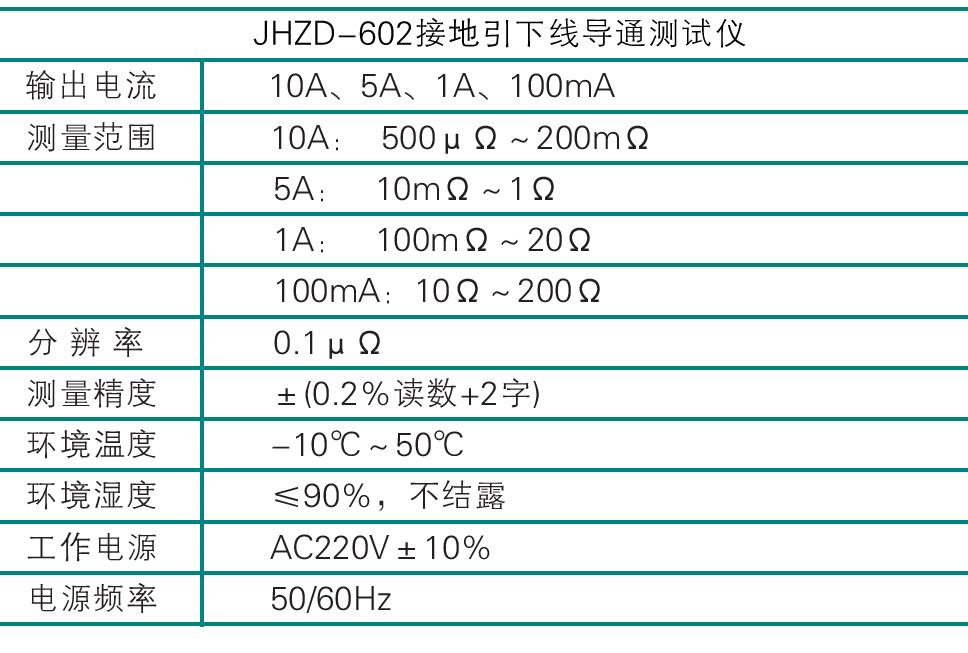 JHZD-602接地引下线导通测试仪
输出电流 10A、5A、1A、100mA
测量范围 10A: 500μΩ~200mΩ
5A: 10mΩ~1Ω
1A: 100mΩ~20Ω
100mA: 10Ω~200Ω
分辨率 0.1μΩ
测量精度 ±(0.2%读数+2字)
环境温度 -10℃~50℃
环境湿度 ≤90%，不结露
工作电源 AC220V±10%
电源频率 50/60Hz